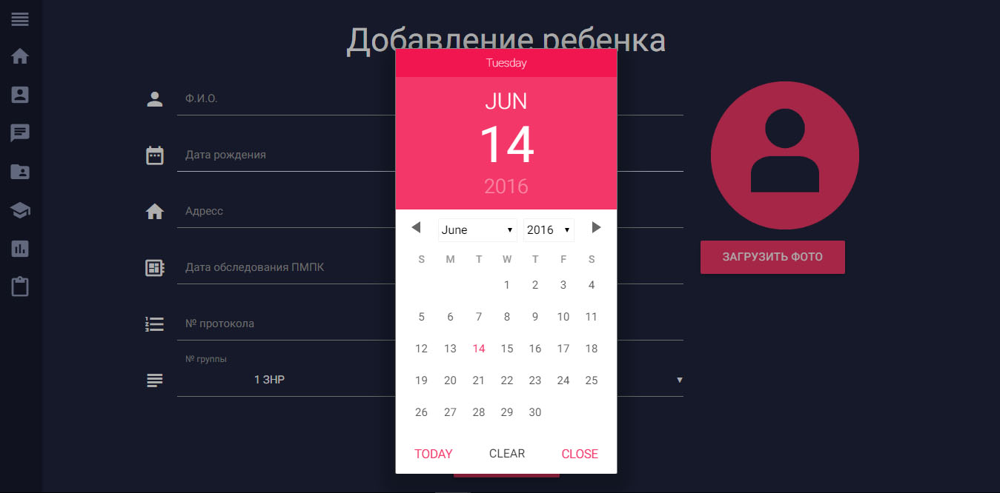 Добавление ребенка
Ф.И.О.
Дата рождения
Адресс
Дата обследования ПМПК
№ протокола
№ группы
1 ЗНР
Tuesday
JUN
14
2016
June 2016
S M T W T F S
1 2 3 4
5 6 7 8 9 10 11
12 13 14 15 16 17 18
19 20 21 22 23 24 25
26 27 28 29 30
TODAY CLEAR CLOSE
ЗАГРУЗИТЬ ФОТО